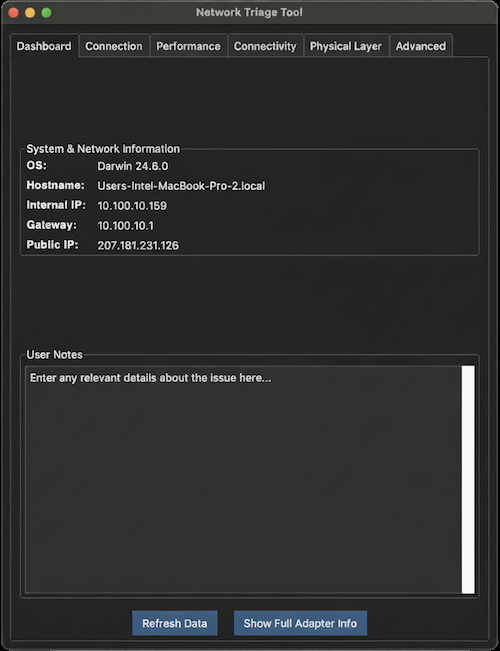 Network Triage Tool
Dashboard Connection Performance Connectivity Physical Layer Advanced
System & Network Information
OS: Darwin 24.6.0
Hostname: Users-Intel-MacBook-Pro-2.local
Internal IP: 10.100.10.159
Gateway: 10.100.10.1
Public IP: 207.181.231.126
User Notes
Enter any relevant details about the issue here...
Refresh Data Show Full Adapter Info